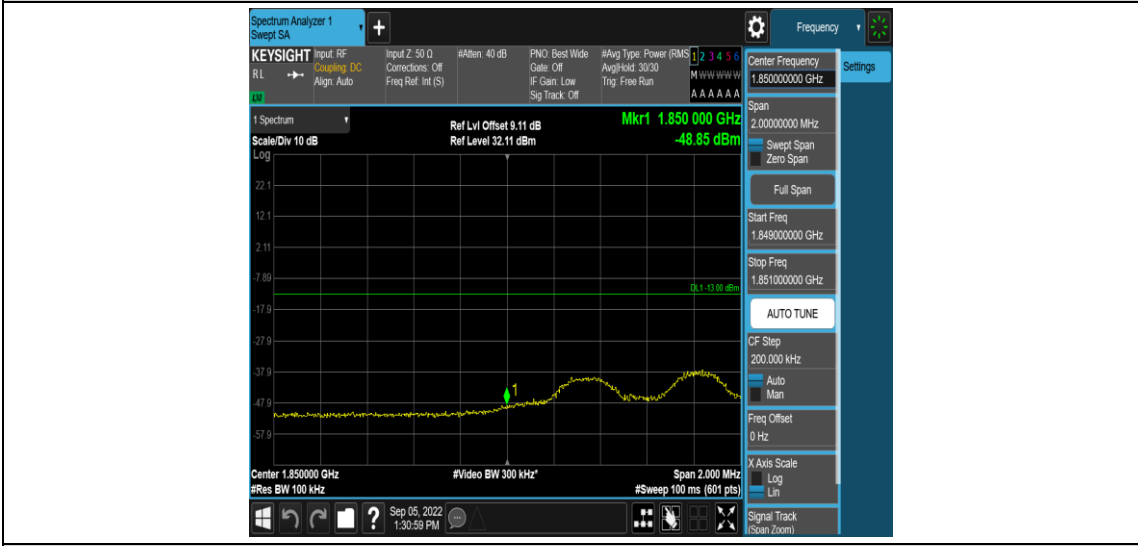 Spectrum Analyzer 1
Swept SA
+
Frequency
KEYSIGHT
Input: RF
Input Z: 50 Ω
#Atten: 40 dB
PNO: Best Wide
#Avg Type: Power (RMS
1 2 3 4 5 6
R L
Coupling: DC
Corrections: Off
Gate: Off
Avg|Hold: 30/30
M W W W W W
Align: Auto
Freq Ref: Int (S)
IF Gain: Low
Trig: Free Run
Sig Track: Off
A A A A A A
1 Spectrum
Ref Lvl Offset 9.11 dB
Mkr1 1.850 000 GHz
Scale/Div 10 dB
Ref Level 32.11 dBm
-48.85 dBm
Log
22.1
12.1
2.11
-7.89
DL1 -13.00 dBm
-17.9
-27.9
-37.9
1
-47.9
-57.9
Center 1.850000 GHz
#Video BW 300 kHz*
Span 2.000 MHz
#Res BW 100 kHz
#Sweep 100 ms (601 pts)
?
Sep 05, 2022
1:30:59 PM
Center Frequency
1.850000000 GHz
Settings
Span
2.00000000 MHz
Swept Span
Zero Span
Full Span
Start Freq
1.849000000 GHz
Stop Freq
1.851000000 GHz
AUTO TUNE
CF Step
200.000 kHz
Auto
Man
Freq Offset
0 Hz
X Axis Scale
Log
Lin
Signal Track
(Span Zoom)